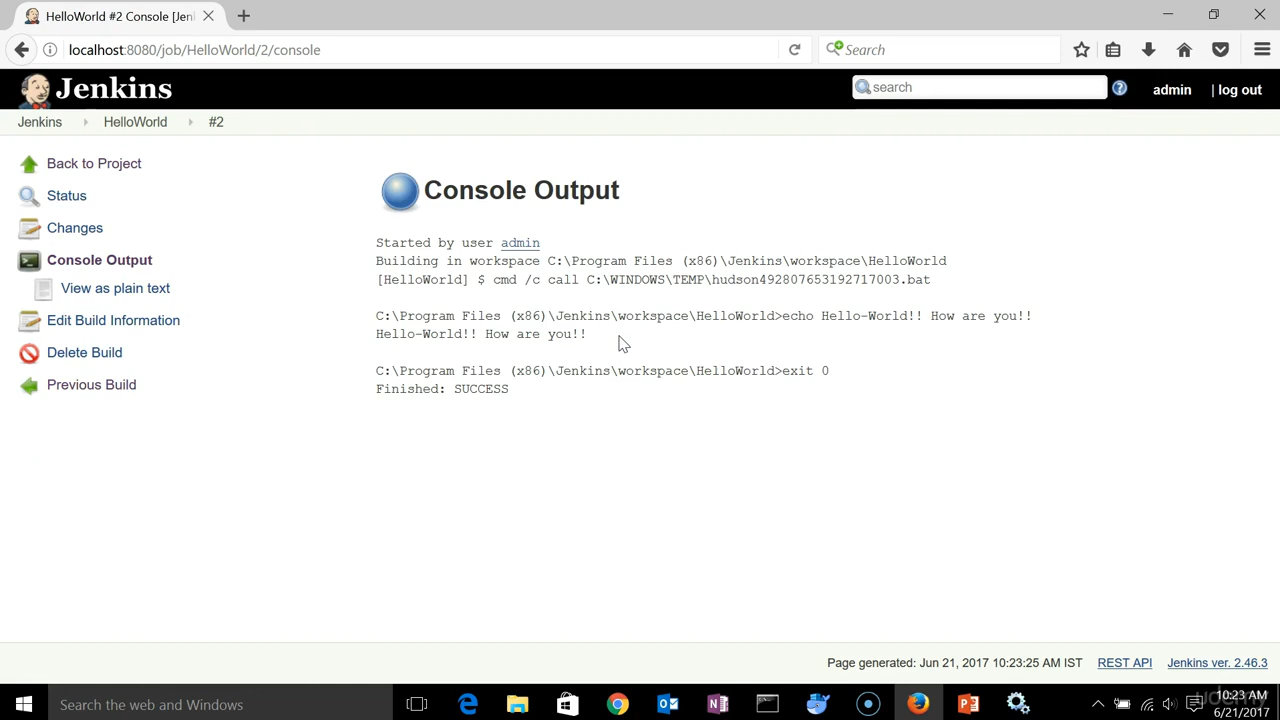 HelloWorld #2 Console [Jen
localhost:8080/job/HelloWorld/2/console
Search
Jenkins
search
admin
| log out
Jenkins
HelloWorld
#2
Back to Project
Status
Changes
Console Output
View as plain text
Edit Build Information
Delete Build
Previous Build
Console Output
Started by user admin
Building in workspace C:\Program Files (x86)\Jenkins\workspace\HelloWorld
[HelloWorld] $ cmd /c call C:\WINDOWS\TEMP\hudson492807653192717003.bat
C:\Program Files (x86)\Jenkins\workspace\HelloWorld>echo Hello-World!! How are you!!
Hello-World!! How are you!!
C:\Program Files (x86)\Jenkins\workspace\HelloWorld>exit 0
Finished: SUCCESS
Page generated: Jun 21, 2017 10:23:25 AM IST
REST API
Jenkins ver. 2.46.3
Search the web and Windows
10:23 AM
6/21/2017
udemy